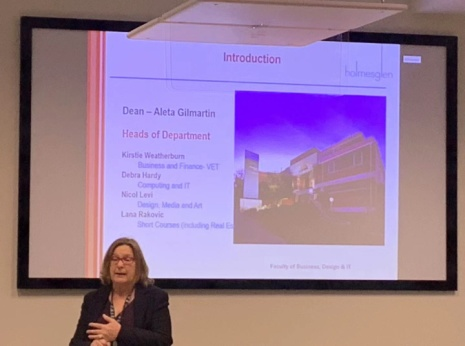 Introduction
holmesglen
Dean – Aleta Gilmartin
Heads of Department
Kirstie Weatherburn
Business and Finance- VET
Debra Hardy
Computing and IT
Nicol Levi
Design, Media and Art
Lana Rakovic
Short Courses (including Real Es
Faculty of Business, Design & IT